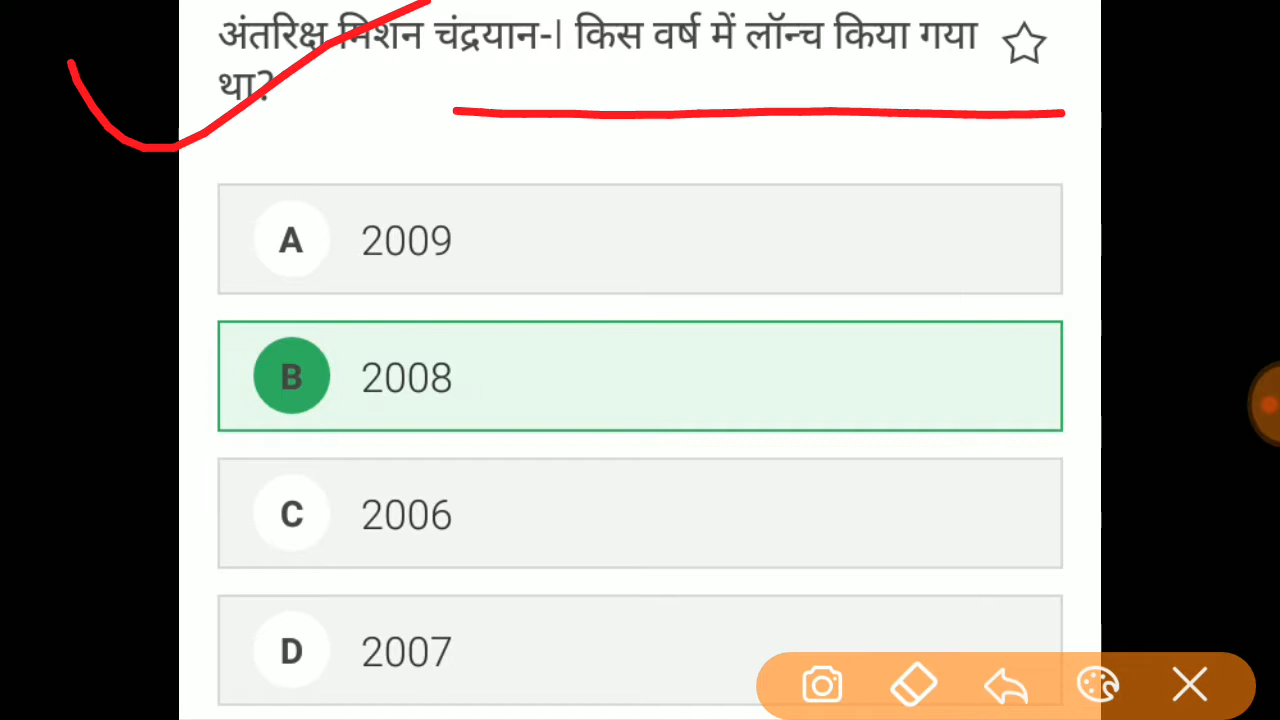 अंतरिक्ष मिशन चंद्रयान-I किस वर्ष में लॉन्च किया गया
था?
A 2009
B 2008
C 2006
D 2007